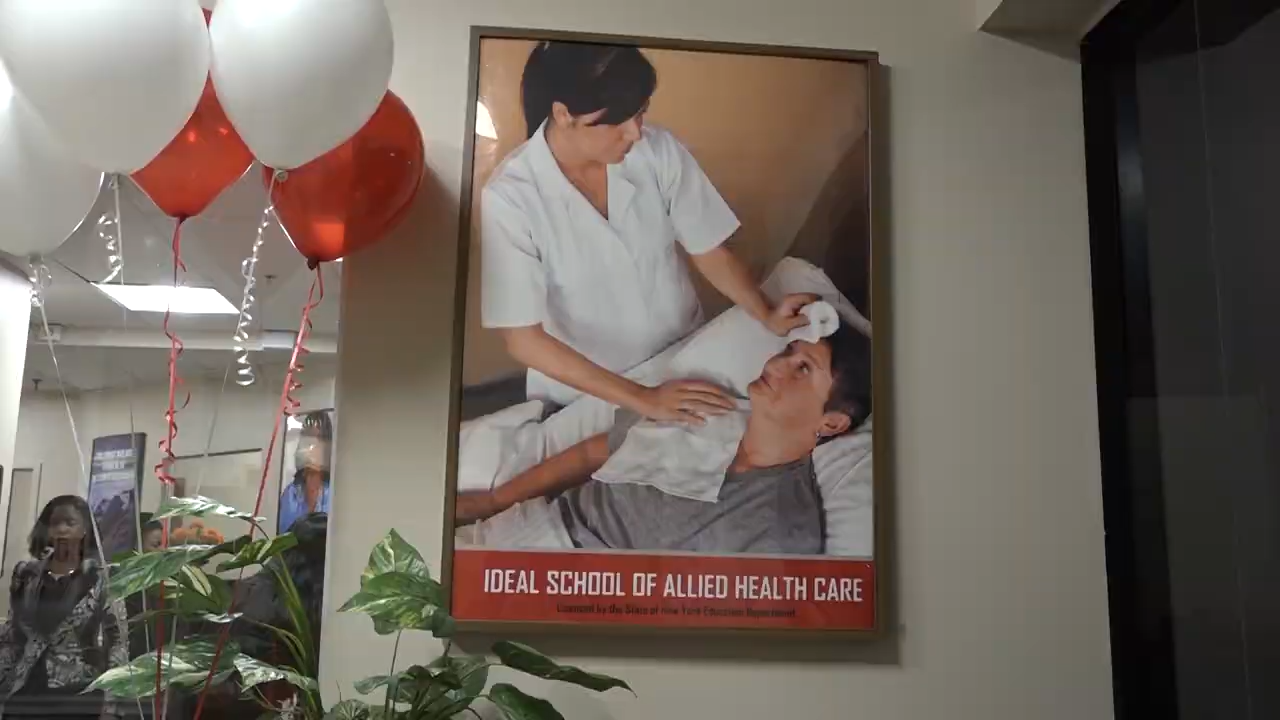 IDEAL SCHOOL OF ALLIED HEALTH CARE
Licensed by the State of New York Education Department